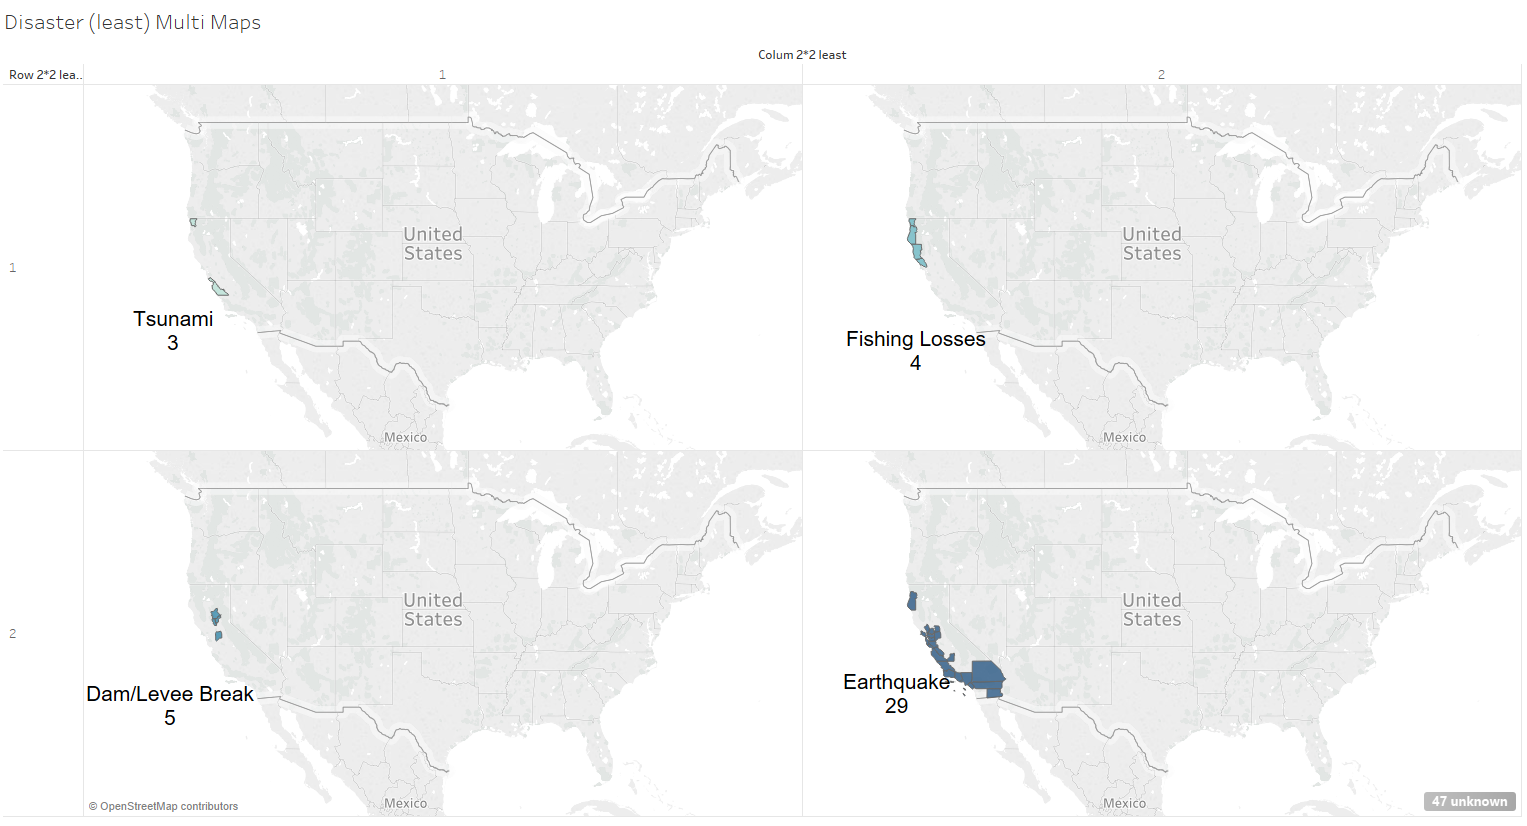 Disaster (least) Multi Maps
Colum 2*2 least
Row 2*2 lea..
1
2
1
United
States
Tsunami
3
Mexico
United
States
Fishing Losses
4
Mexico
2
United
States
Dam/Levee Break
5
© OpenStreetMap contributors
Mexico
United
States
Earthquake
29
Mexico
47 unknown